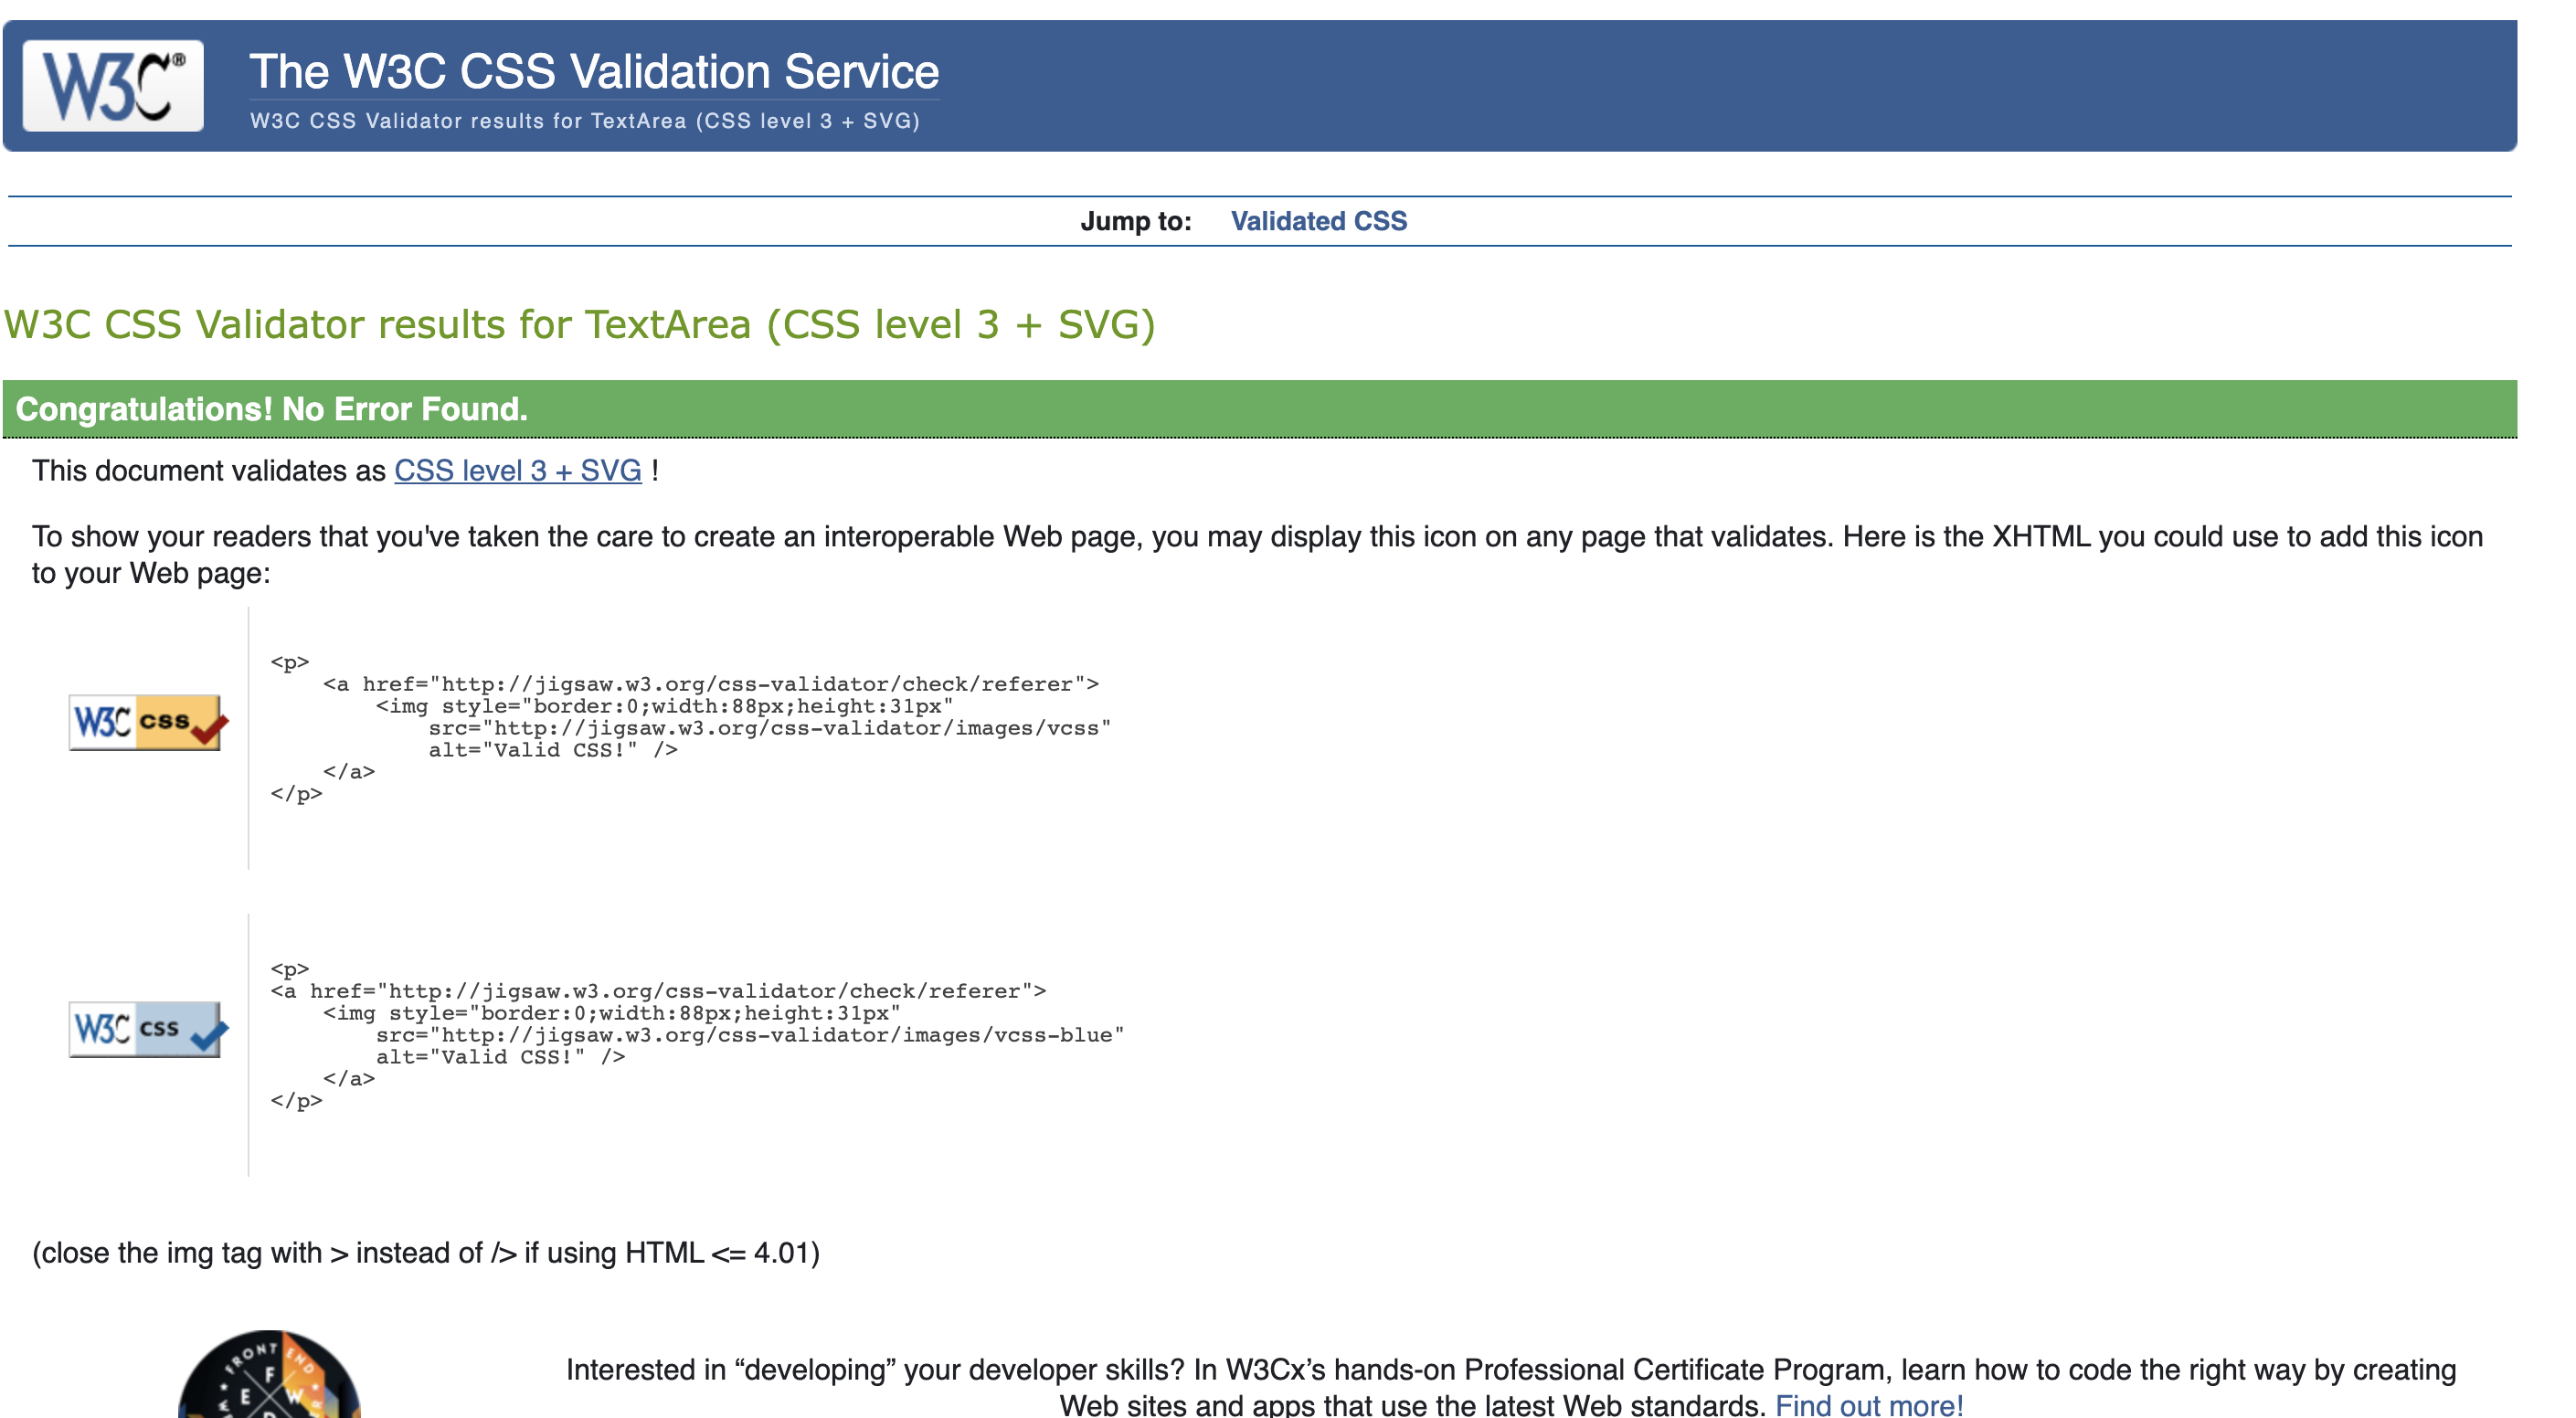 W3C®
The W3C CSS Validation Service
W3C CSS Validator results for TextArea (CSS level 3 + SVG)
Jump to: Validated CSS
W3C CSS Validator results for TextArea (CSS level 3 + SVG)
Congratulations! No Error Found.
This document validates as CSS level 3 + SVG !
To show your readers that you've taken the care to create an interoperable Web page, you may display this icon on any page that validates. Here is the XHTML you could use to add this icon
to your Web page:
W3C css
<p>
    <a href="http://jigsaw.w3.org/css-validator/check/referer">
        <img style="border:0;width:88px;height:31px"
            src="http://jigsaw.w3.org/css-validator/images/vcss"
            alt="Valid CSS!" />
    </a>
</p>
W3C css
<p>
<a href="http://jigsaw.w3.org/css-validator/check/referer">
    <img style="border:0;width:88px;height:31px"
        src="http://jigsaw.w3.org/css-validator/images/vcss-blue"
        alt="Valid CSS!" />
    </a>
</p>
(close the img tag with > instead of /> if using HTML <= 4.01)
FRONT END
F
E W
Interested in “developing” your developer skills? In W3Cx’s hands-on Professional Certificate Program, learn how to code the right way by creating
Web sites and apps that use the latest Web standards. Find out more!